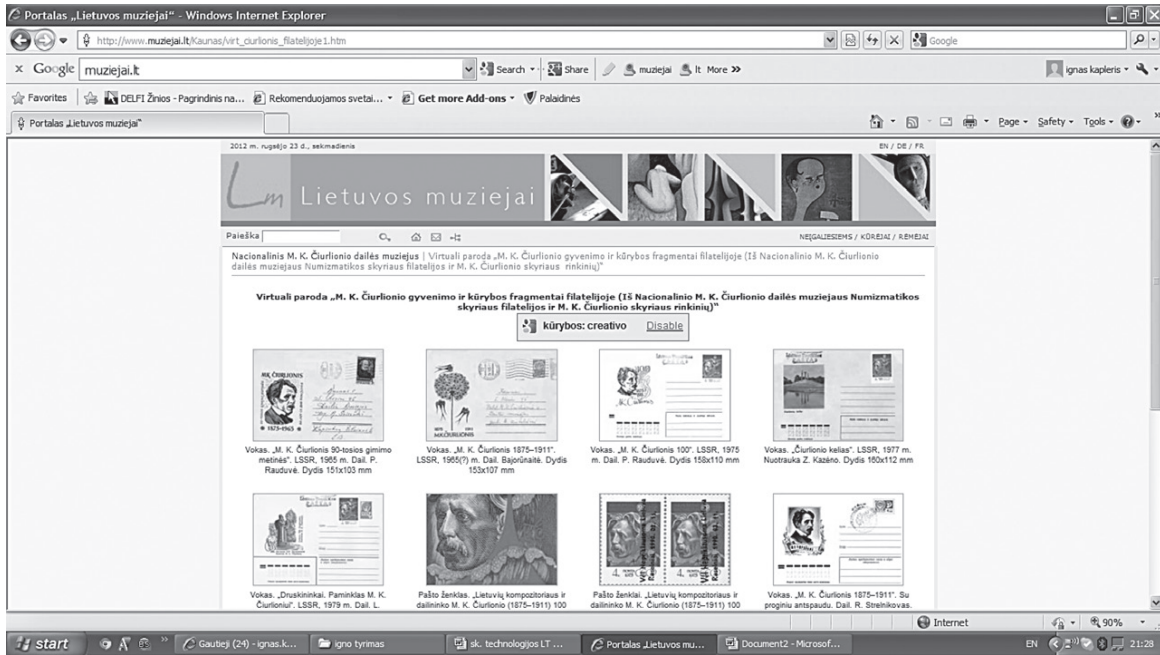 Portalas „Lietuvos muziejai“ - Windows Internet Explorer
http://www.muziejai.lt/Kaunas/virt_ciurlionis_filatelijoje1.htm
Google
x Google muziejai.lt Search Share muziejai lt More »
ignas kapleris
Favorites DELFI Žinios - Pagrindinis na... Rekomenduojamos svetai... Get more Add-ons Palaidinės
Portalas „Lietuvos muziejai“
Page Safety Tools
2012 m. rugsėjo 23 d., sekmadienis
EN / DE / FR
Lm Lietuvos muziejai
Paieška
NEĮGALIESIEMS / KŪRĖJAI / RĖMĖJAI
Nacionalinis M. K. Čiurlionio dailės muziejus | Virtuali paroda „M. K. Čiurlionio gyvenimo ir kūrybos fragmentai filatelijoje (Iš Nacionalinio M. K. Čiurlionio
dailės muziejaus Numizmatikos skyriaus filatelijos ir M. K. Čiurlionio skyriaus rinkinių)“
Virtuali paroda „M. K. Čiurlionio gyvenimo ir kūrybos fragmentai filatelijoje (Iš Nacionalinio M. K. Čiurlionio dailės muziejaus Numizmatikos
skyriaus filatelijos ir M. K. Čiurlionio skyriaus rinkinių)“
kūrybos: creativo Disable
MK ČIURLIONIS
1875-1965
Vokas. „M. K. Čiurlionio 90-tosios gimimo
metinės“. LSSR, 1965 m. Dail. P.
Rauduvė. Dydis 151x103 mm
Vokas. „M. K. Čiurlionis 1875–1911“.
LSSR, 1965(?) m. Dail. Bajorūnaitė. Dydis
153x107 mm
Vokas. „M. K. Čiurlionis 100“. LSSR, 1975
m. Dail. P. Rauduvė. Dydis 158x110 mm
Vokas. „Čiurlionio kelias“. LSSR, 1977 m.
Nuotrauka Z. Kazėno. Dydis 160x112 mm
Vokas. „Druskininkai. Paminklas M. K.
Čiurlioniui“. LSSR, 1979 m. Dail. L.
Pašto ženklas. „Lietuvių kompozitoriaus ir
dailininko M. K. Čiurlionio (1875–1911) 100
Pašto ženklai. „Lietuvių kompozitoriaus ir
dailininko M. K. Čiurlionio (1875–1911) 100
Vokas. „M. K. Čiurlionis 1875–1911“. Su
proginiu antspaudu. Dail. R. Strelnikovas.
Internet 90%
start Gautieji (24) - ignas.k... igno tyrimas sk. technologijos LT ... Portalas „Lietuvos mu... Document2 - Microsof... EN 21:28